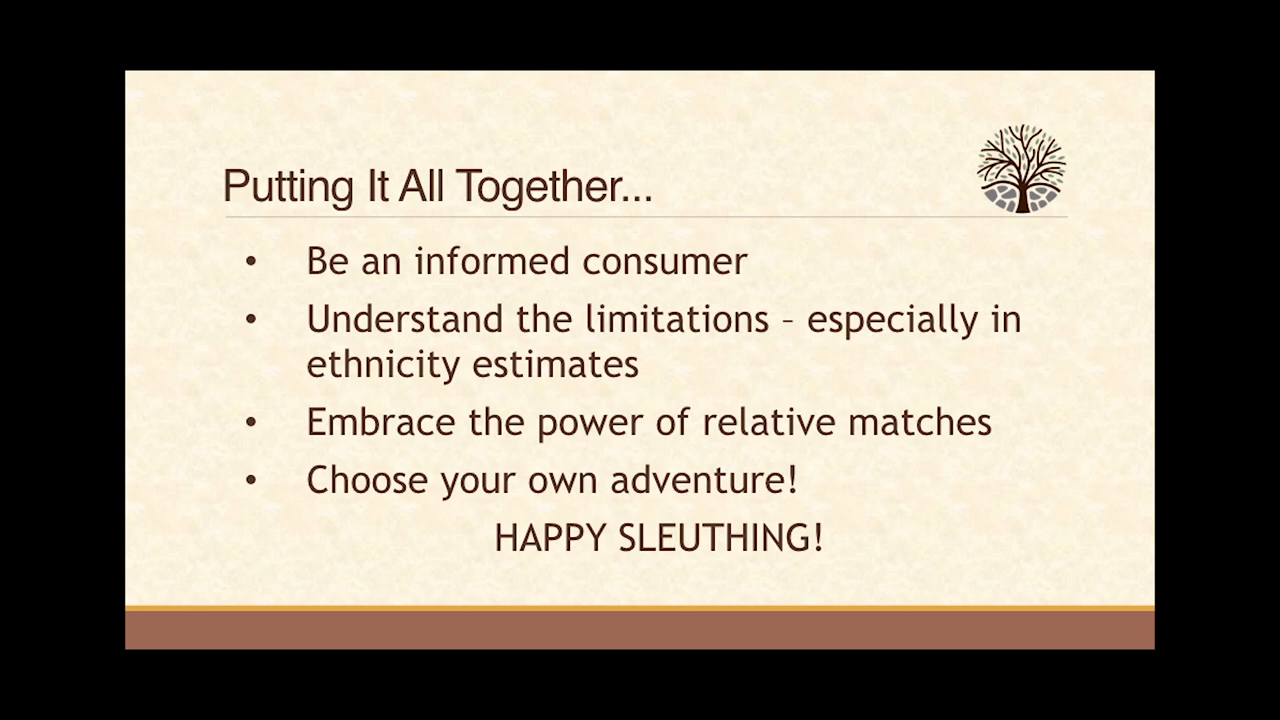 Putting It All Together...
• Be an informed consumer
• Understand the limitations – especially in
ethnicity estimates
• Embrace the power of relative matches
• Choose your own adventure!
HAPPY SLEUTHING!